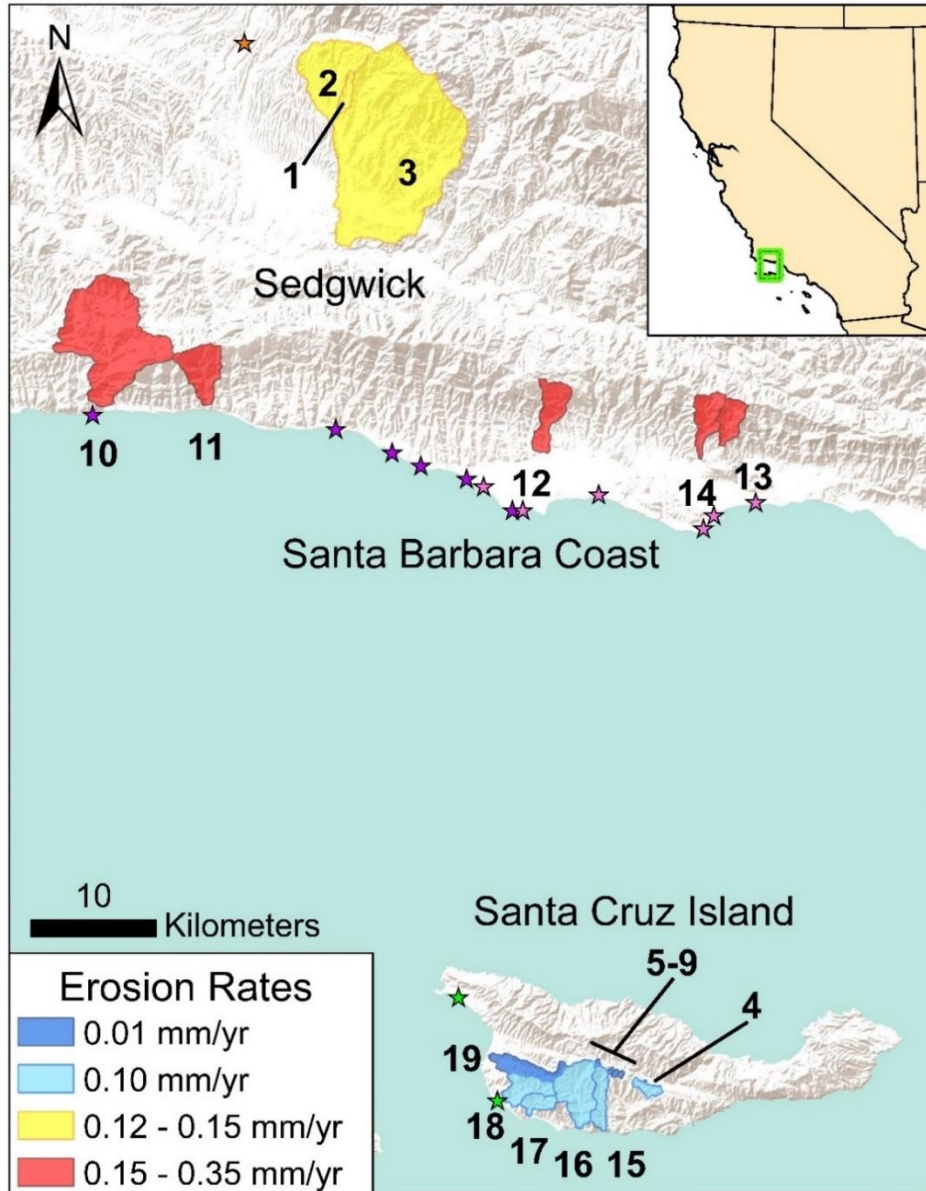 N
2
1
3
Sedgwick
10
11
12
14
13
Santa Barbara Coast
10
Kilometers
Santa Cruz Island
5-9
4
19
18
17
16
15
Erosion Rates
0.01 mm/yr
0.10 mm/yr
0.12 - 0.15 mm/yr
0.15 - 0.35 mm/yr